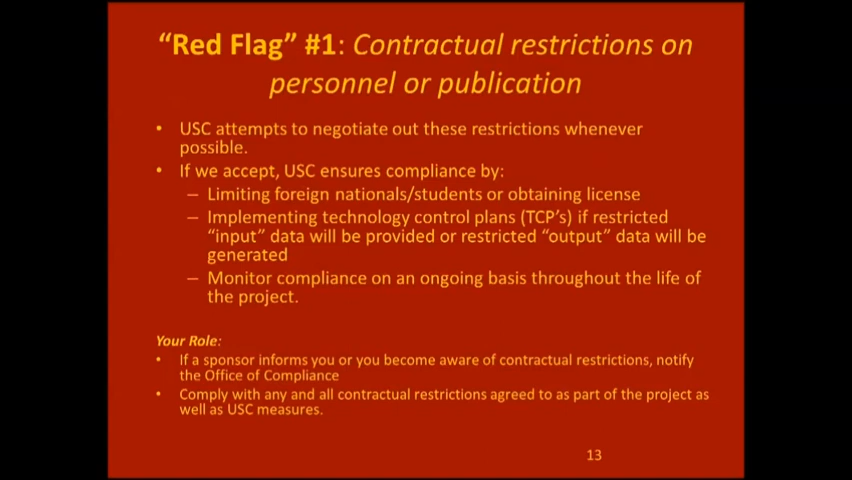 “Red Flag” #1: Contractual restrictions on
personnel or publication
• USC attempts to negotiate out these restrictions whenever
possible.
• If we accept, USC ensures compliance by:
– Limiting foreign nationals/students or obtaining license
– Implementing technology control plans (TCP’s) if restricted
“input” data will be provided or restricted “output” data will be
generated
– Monitor compliance on an ongoing basis throughout the life of
the project.
Your Role:
• If a sponsor informs you or you become aware of contractual restrictions, notify
the Office of Compliance
• Comply with any and all contractual restrictions agreed to as part of the project as
well as USC measures.
13